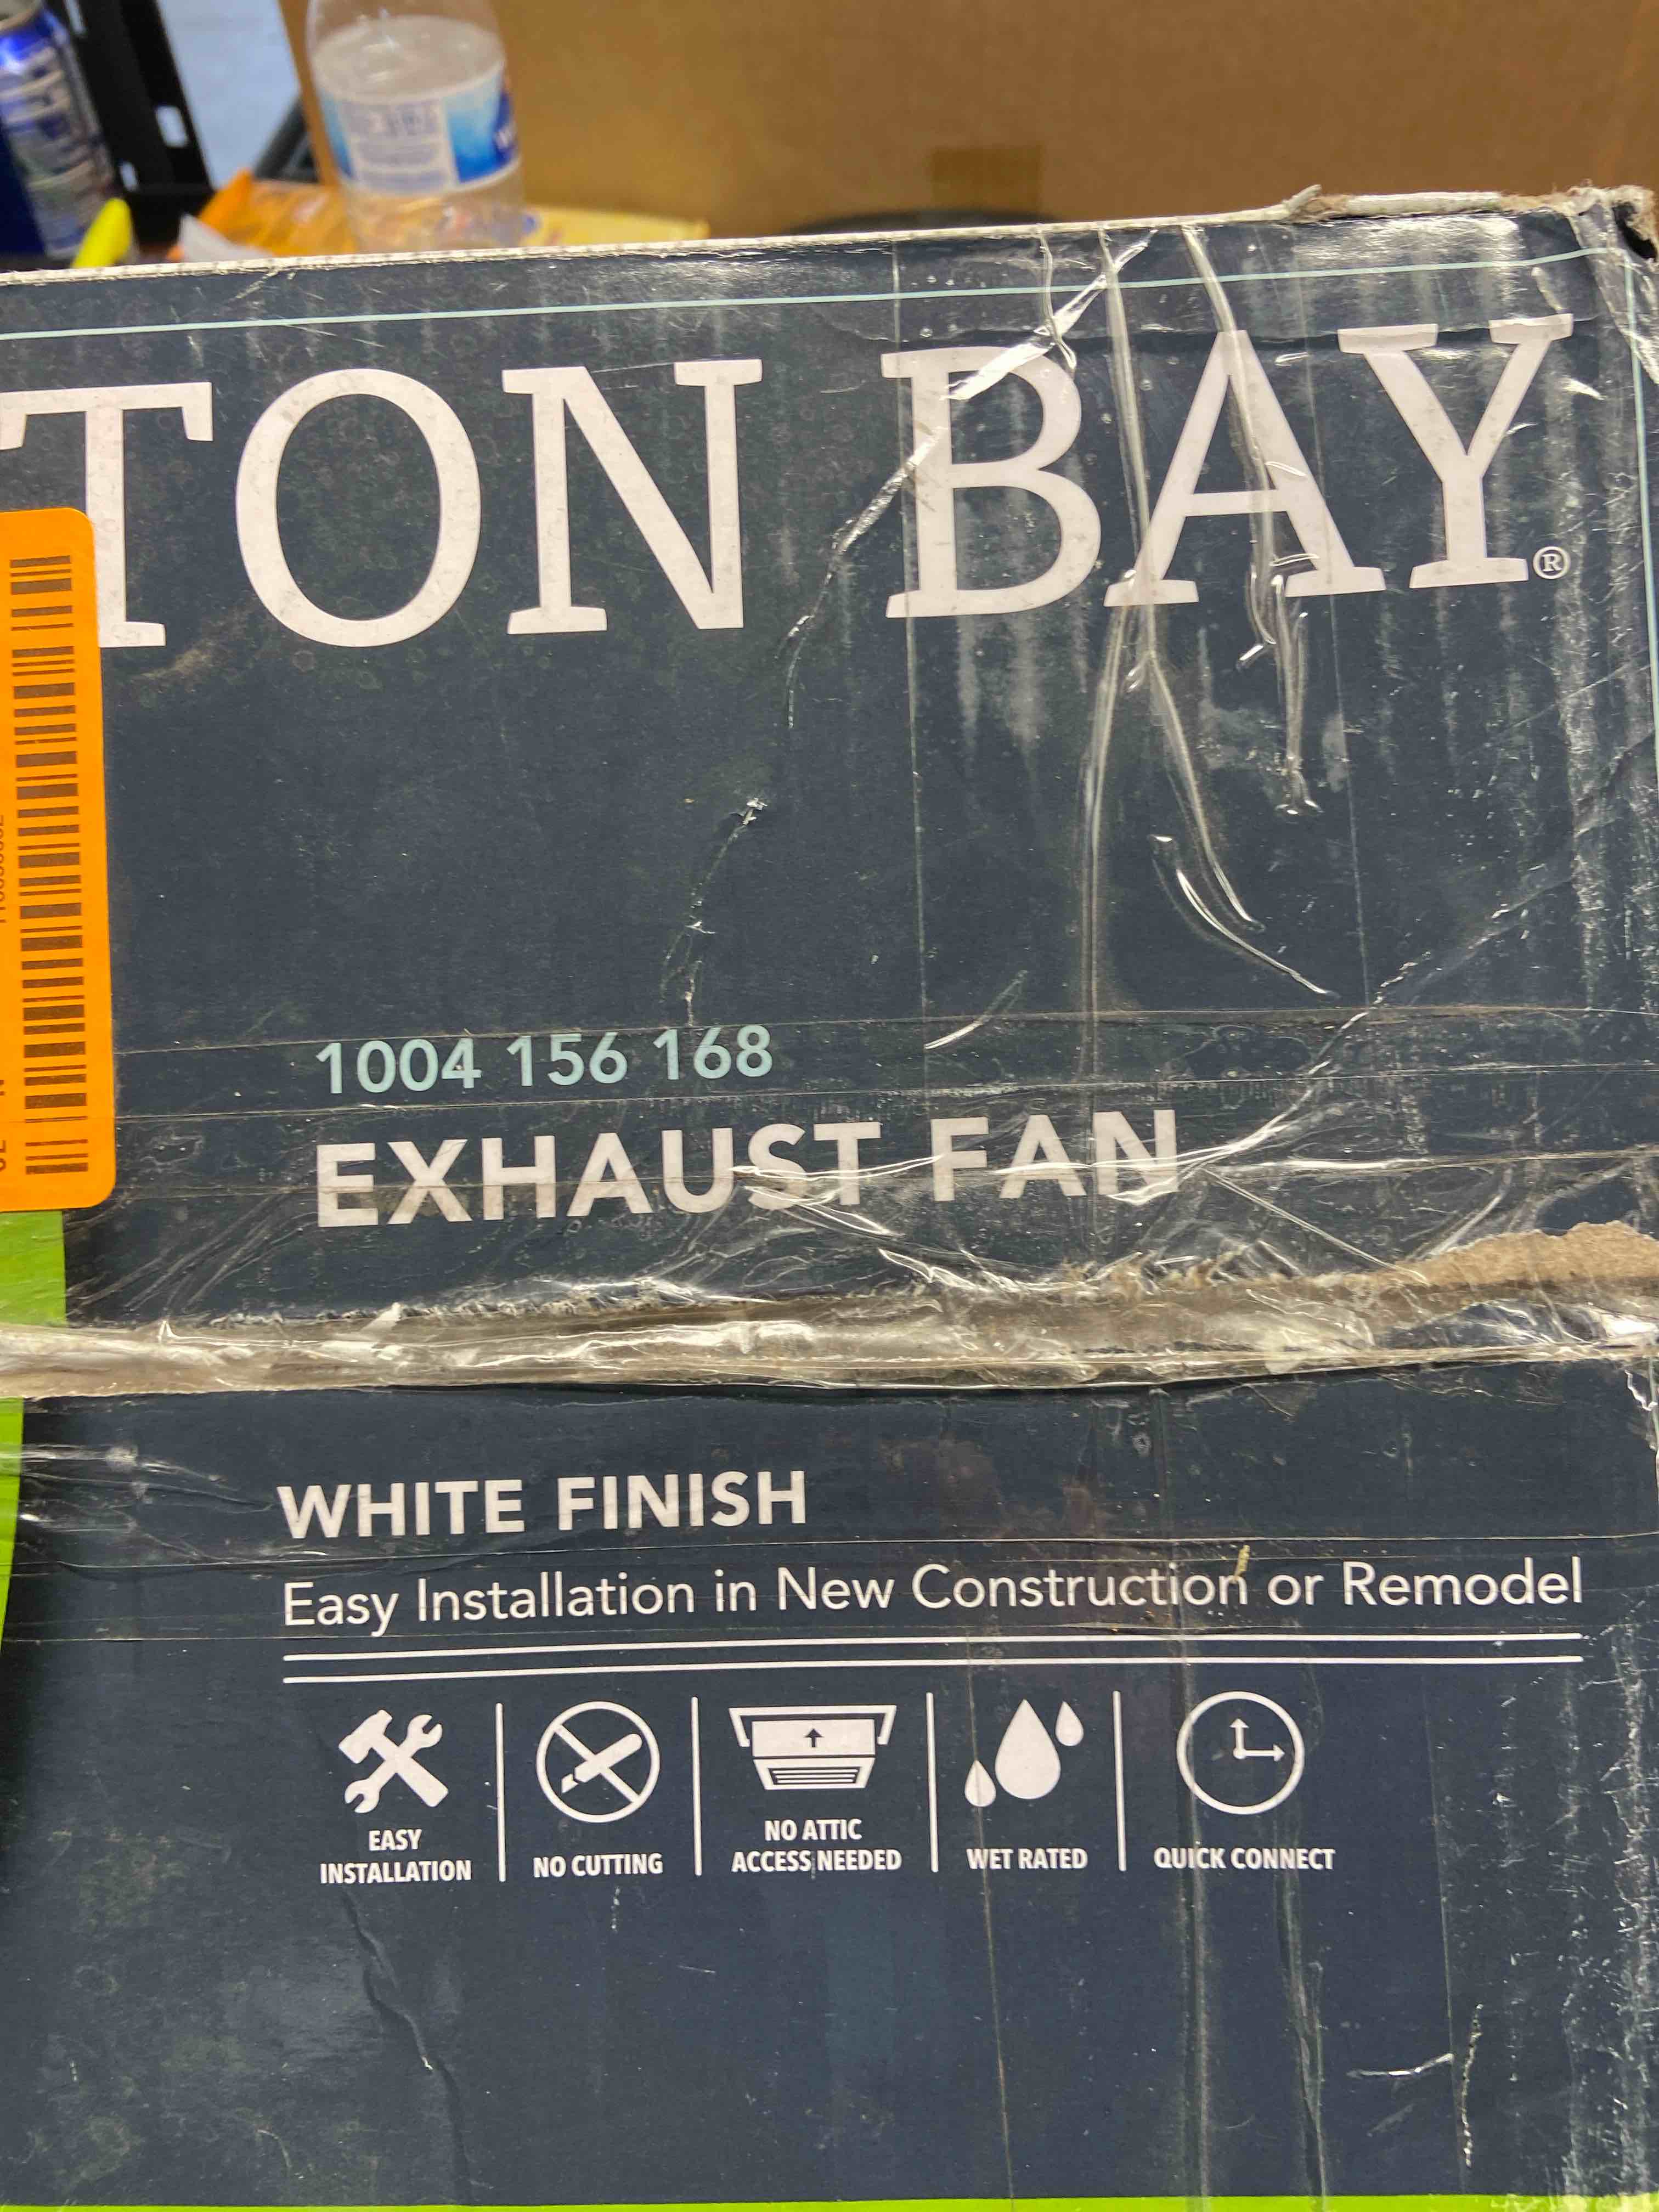 TON BAY®
1004 156 168
EXHAUST FAN
WHITE FINISH
Easy Installation in New Construction or Remodel
EASY
INSTALLATION
NO CUTTING
NO ATTIC
ACCESS NEEDED
WET RATED
QUICK CONNECT